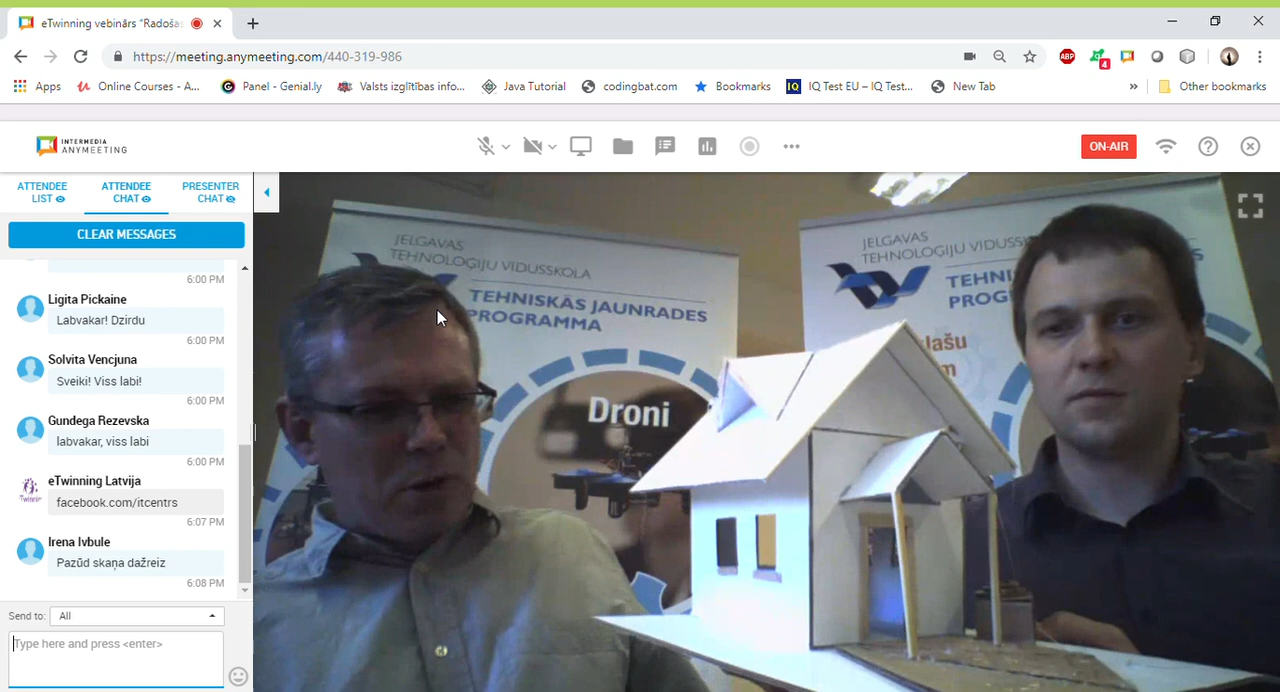 eTwinning vebinārs "Radošas
https://meeting.anymeeting.com/440-319-986
ABP
4
Apps
Online Courses - A...
Panel - Genial.ly
Valsts izglītības info...
Java Tutorial
codingbat.com
Bookmarks
IQ
IQ Test EU – IQ Test...
New Tab
»
Other bookmarks
INTERMEDIA
ANYMEETING
ON-AIR
ATTENDEE
LIST
ATTENDEE
CHAT
PRESENTER
CHAT
CLEAR MESSAGES
6:00 PM
Ligita Pickaine
Labvakar! Dzirdu
6:00 PM
Solvita Vencjuna
Sveiki! Viss labi!
6:00 PM
Gundega Rezevska
labvakar, viss labi
6:00 PM
eTwinning Latvija
facebook.com/itcentrs
6:07 PM
Irena Ivbule
Pazūd skaņa dažreiz
6:08 PM
Send to:
All
Type here and press <enter>
JELGAVAS
TEHNOLOĢIJU VIDUSSKOLA
TEHNISKĀS JAUNRADES
PROGRAMMA
Droni
JELGAVAS
TEHNOLOĢIJU VIDUSSK
TEHNI
PROG